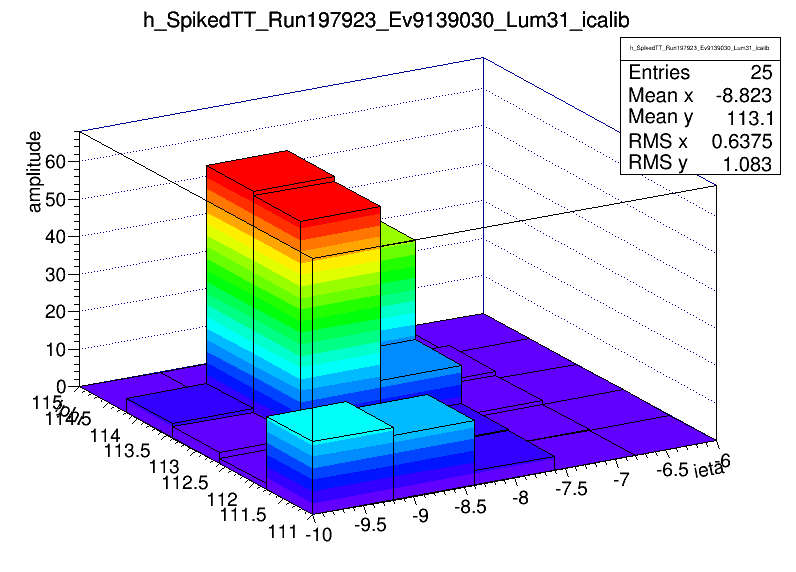 h_SpikedTT_Run197923_Ev9139030_Lum31_icalib
h_SpikedTT_Run197923_Ev9139030_Lum31_icalib
Entries 25
Mean x -8.823
Mean y 113.1
RMS x 0.6375
RMS y 1.083
amplitude
60
50
40
30
20
10
0
115
114.5
114
113.5
113
112.5
112
111.5
111
-10
-9.5
-9
-8.5
-8
-7.5
-7
-6.5
-6
ieta